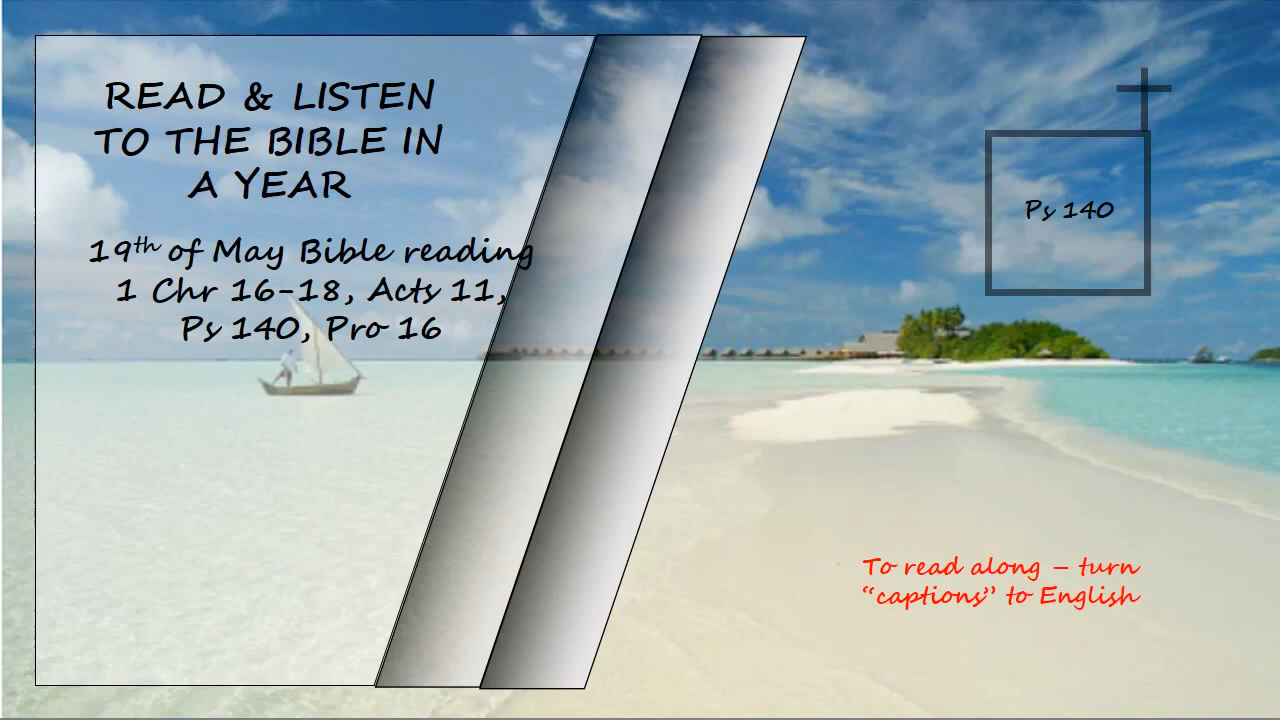 READ & LISTEN
TO THE BIBLE IN
A YEAR
19th of May Bible reading
1 Chr 16-18, Acts 11,
Ps 140, Pro 16
Ps 140
To read along – turn
“captions” to English